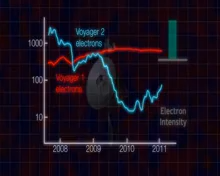 Voyager 2
electrons
1000
Voyager 1
electrons
100
10
Electron
Intensity
2008
2009
2010
2011